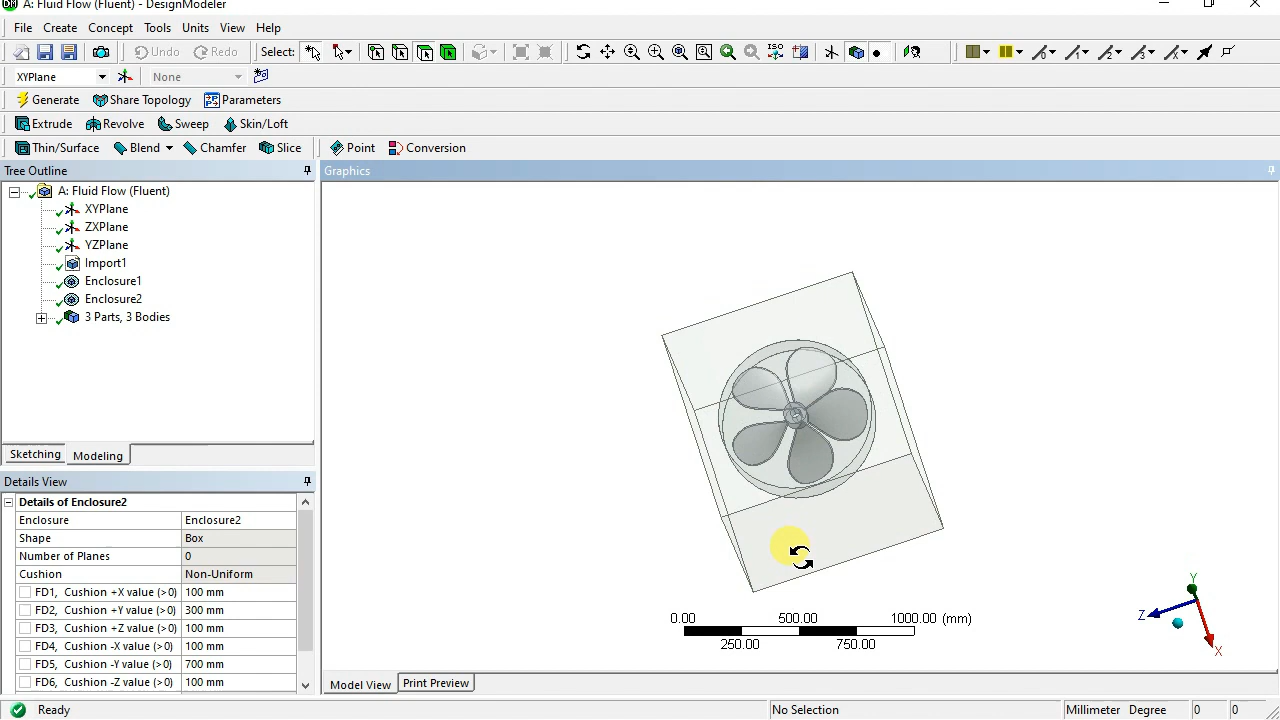 A: Fluid Flow (Fluent) - DesignModeler
File Create Concept Tools Units View Help
Undo Redo Select:
XYPlane None
Generate Share Topology Parameters
Extrude Revolve Sweep Skin/Loft
Thin/Surface Blend Chamfer Slice Point Conversion
Tree Outline
A: Fluid Flow (Fluent)
XYPlane
ZXPlane
YZPlane
Import1
Enclosure1
Enclosure2
3 Parts, 3 Bodies
Sketching Modeling
Details View
Details of Enclosure2
Enclosure Enclosure2
Shape Box
Number of Planes 0
Cushion Non-Uniform
FD1, Cushion +X value (>0) 100 mm
FD2, Cushion +Y value (>0) 300 mm
FD3, Cushion +Z value (>0) 100 mm
FD4, Cushion -X value (>0) 100 mm
FD5, Cushion -Y value (>0) 700 mm
FD6, Cushion -Z value (>0) 100 mm
Graphics
0.00 500.00 1000.00 (mm)
250.00 750.00
Y
Z
X
Model View Print Preview
Ready No Selection Millimeter Degree 0 0